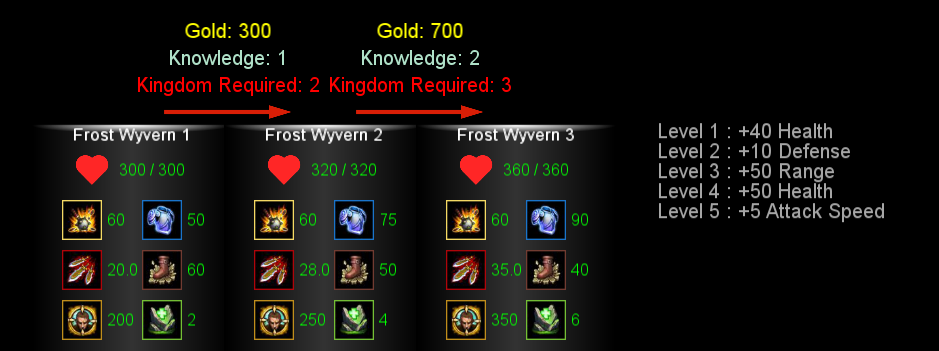 Gold: 300 Gold: 700
Knowledge: 1 Knowledge: 2
Kingdom Required: 2 Kingdom Required: 3
Frost Wyvern 1 Frost Wyvern 2 Frost Wyvern 3
300 / 300 320 / 320 360 / 360
60 50 60 75 60 90
20.0 60 28.0 50 35.0 40
200 2 250 4 350 6
Level 1 : +40 Health
Level 2 : +10 Defense
Level 3 : +50 Range
Level 4 : +50 Health
Level 5 : +5 Attack Speed